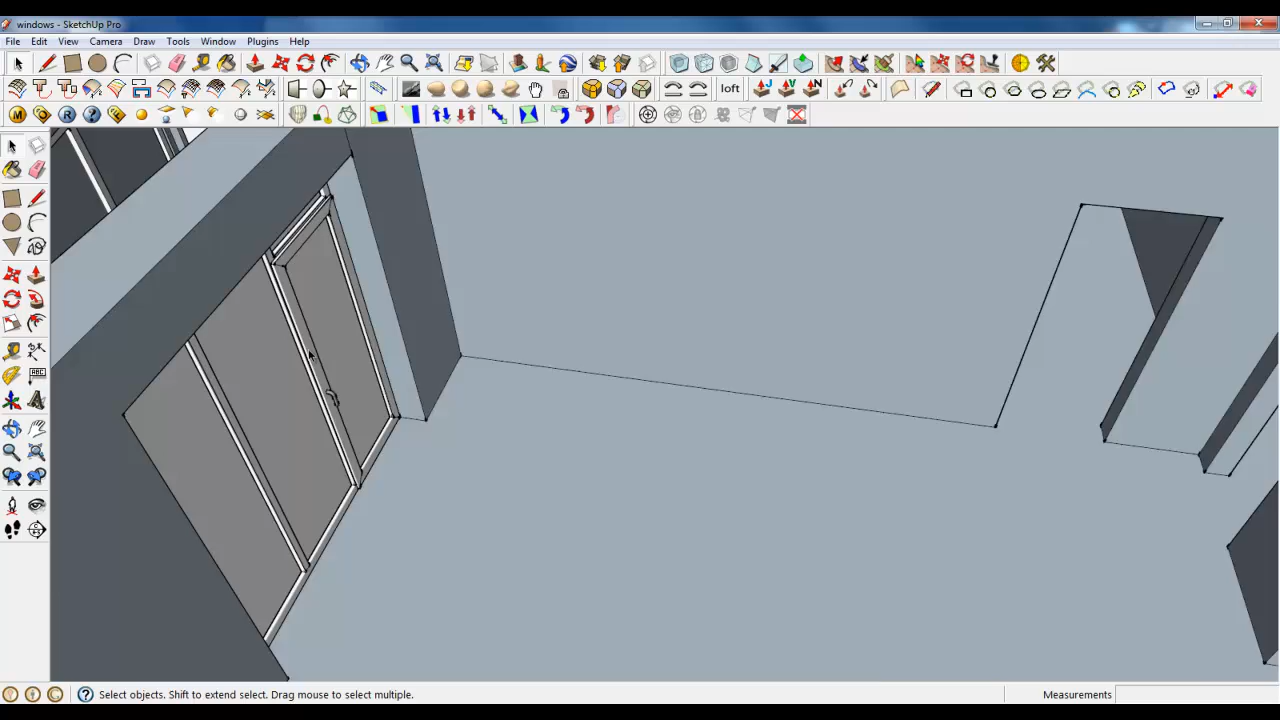 windows - SketchUp Pro
File Edit View Camera Draw Tools Window Plugins Help
loft
M R ?
ABC
Select objects. Shift to extend select. Drag mouse to select multiple.
Measurements